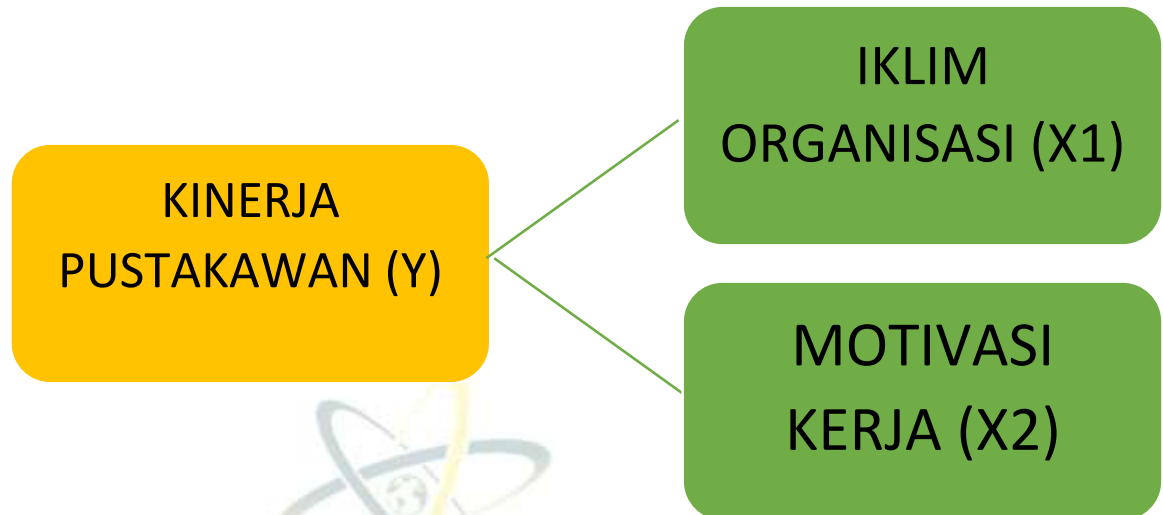 KINERJA
PUSTAKAWAN (Y)
IKLIM
ORGANISASI (X1)
MOTIVASI
KERJA (X2)